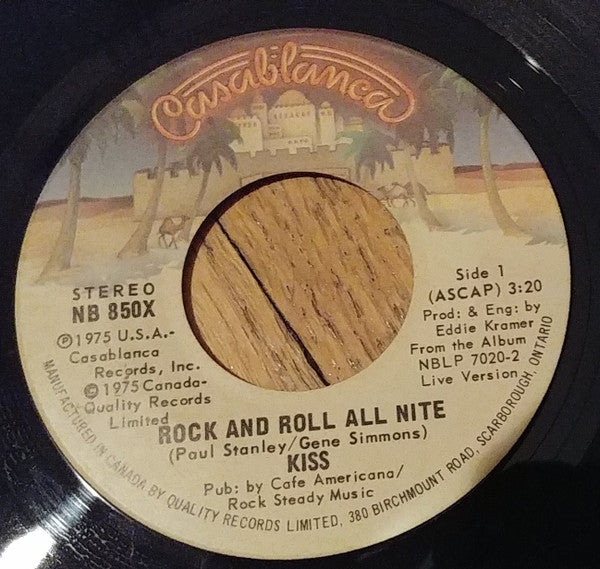 Casablanca
STEREO
NB 850X
Ⓟ1975 U.S.A.-
Casablanca
Records, Inc.
©1975 Canada-
Quality Records
Limited
Side 1
(ASCAP) 3:20
Prod: & Eng: by
Eddie Kramer
From the Album
NBLP 7020-2
Live Version
ROCK AND ROLL ALL NITE
(Paul Stanley/Gene Simmons)
KISS
Pub: by Cafe Americana/
Rock Steady Music
MANUFACTURED IN CANADA BY QUALITY RECORDS LIMITED, 380 BIRCHMOUNT ROAD, SCARBOROUGH, ONTARIO